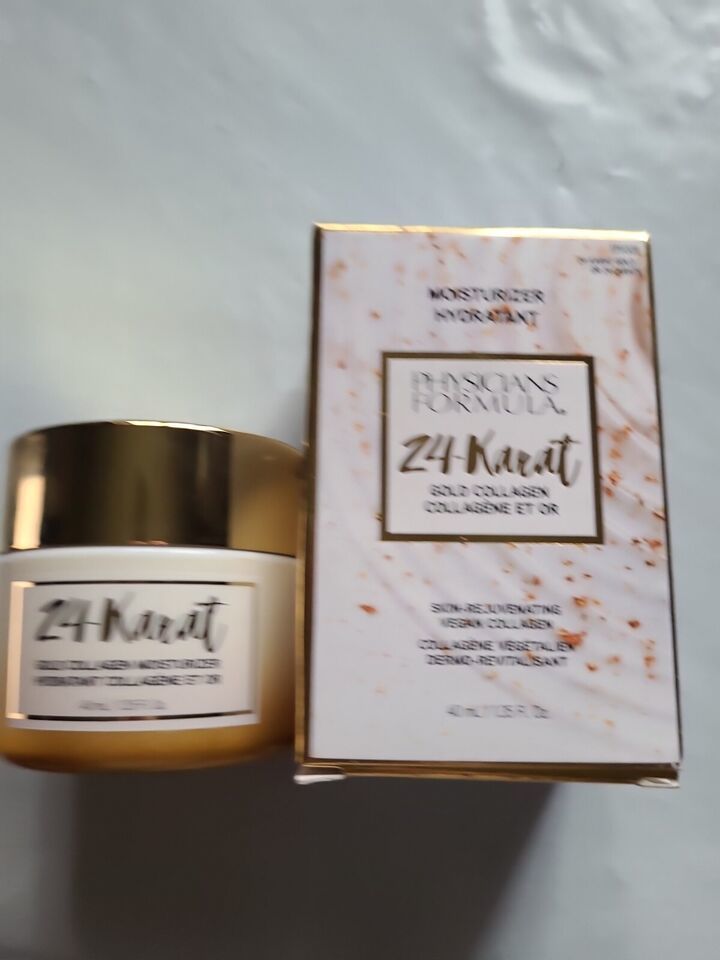 MOISTURIZER
HYDRATANT
PHYSICIANS
FORMULA®
24-Karat
GOLD COLLAGEN
COLLAGÈNE ET OR
SKIN-REJUVENATING
VEGAN COLLAGEN
COLLAGÈNE VÉGÉTALIEN
DERMO-REVITALISANT
40 mL / 1.35 Fl. Oz.
24-Karat
GOLD COLLAGEN MOISTURIZER
HYDRATANT COLLAGÈNE ET OR